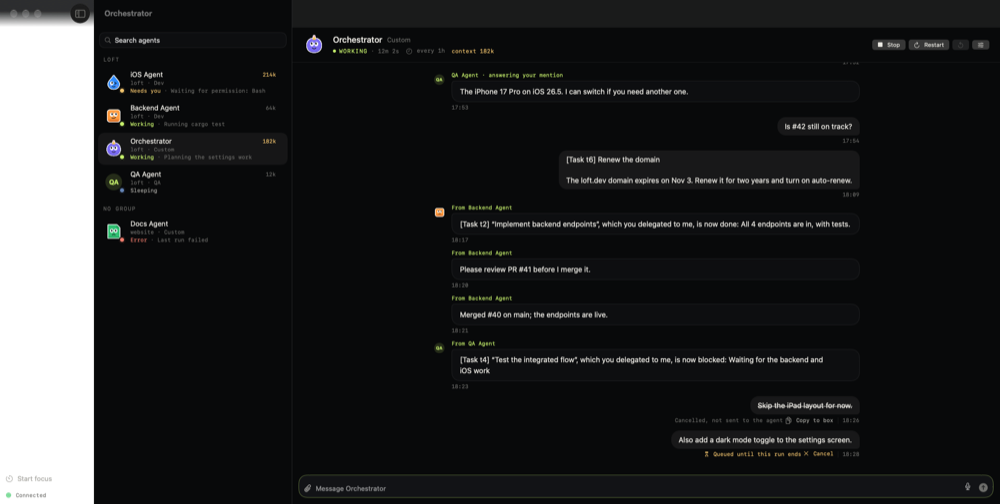 Orchestrator
Search agents
LOFT
iOS Agent 214k
loft · Dev
Needs you · Waiting for permission: Bash
Backend Agent 64k
loft · Dev
Working · Running cargo test
Orchestrator 182k
loft · Custom
Working · Planning the settings work
QA Agent 12k
loft · QA
Sleeping
NO GROUP
Docs Agent
website · Custom
Error · Last run failed
Start focus
Connected
Orchestrator Custom
WORKING · 12m 2s every 1h context 182k
Stop Restart
QA Agent · answering your mention
QA
The iPhone 17 Pro on iOS 26.5. I can switch if you need another one.
17:53
Is #42 still on track?
17:54
[Task t6] Renew the domain
The loft.dev domain expires on Nov 3. Renew it for two years and turn on auto-renew.
18:09
From Backend Agent
[Task t2] "Implement backend endpoints", which you delegated to me, is now done: All 4 endpoints are in, with tests.
18:17
From Backend Agent
Please review PR #41 before I merge it.
18:20
From Backend Agent
Merged #40 on main; the endpoints are live.
18:21
From QA Agent
QA
[Task t4] "Test the integrated flow", which you delegated to me, is now blocked: Waiting for the backend and
iOS work
18:23
Skip the iPad layout for now.
Cancelled, not sent to the agent Copy to box 18:26
Also add a dark mode toggle to the settings screen.
Queued until this run ends Cancel 18:28
Message Orchestrator